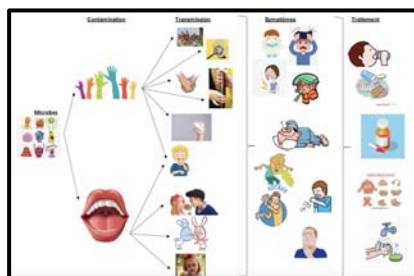 Contamination
Transmission
Symptômes
Traitement
Microbes